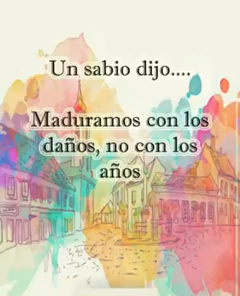 Un sabio dijo....
Maduramos con los
daños, no con los
años